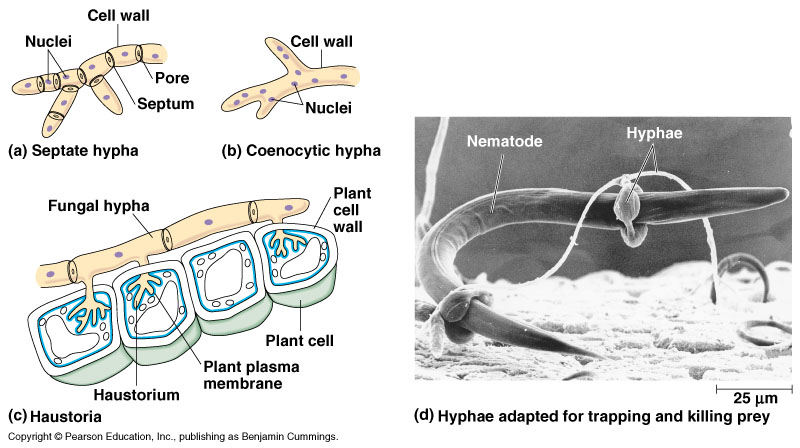 Cell wall
Nuclei
Pore
Septum
(a) Septate hypha
Cell wall
Nuclei
(b) Coenocytic hypha
Fungal hypha
Plant
cell
wall
Plant cell
Plant plasma
membrane
Haustorium
(c) Haustoria
Nematode
Hyphae
25 µm
(d) Hyphae adapted for trapping and killing prey
Copyright © Pearson Education, Inc., publishing as Benjamin Cummings.